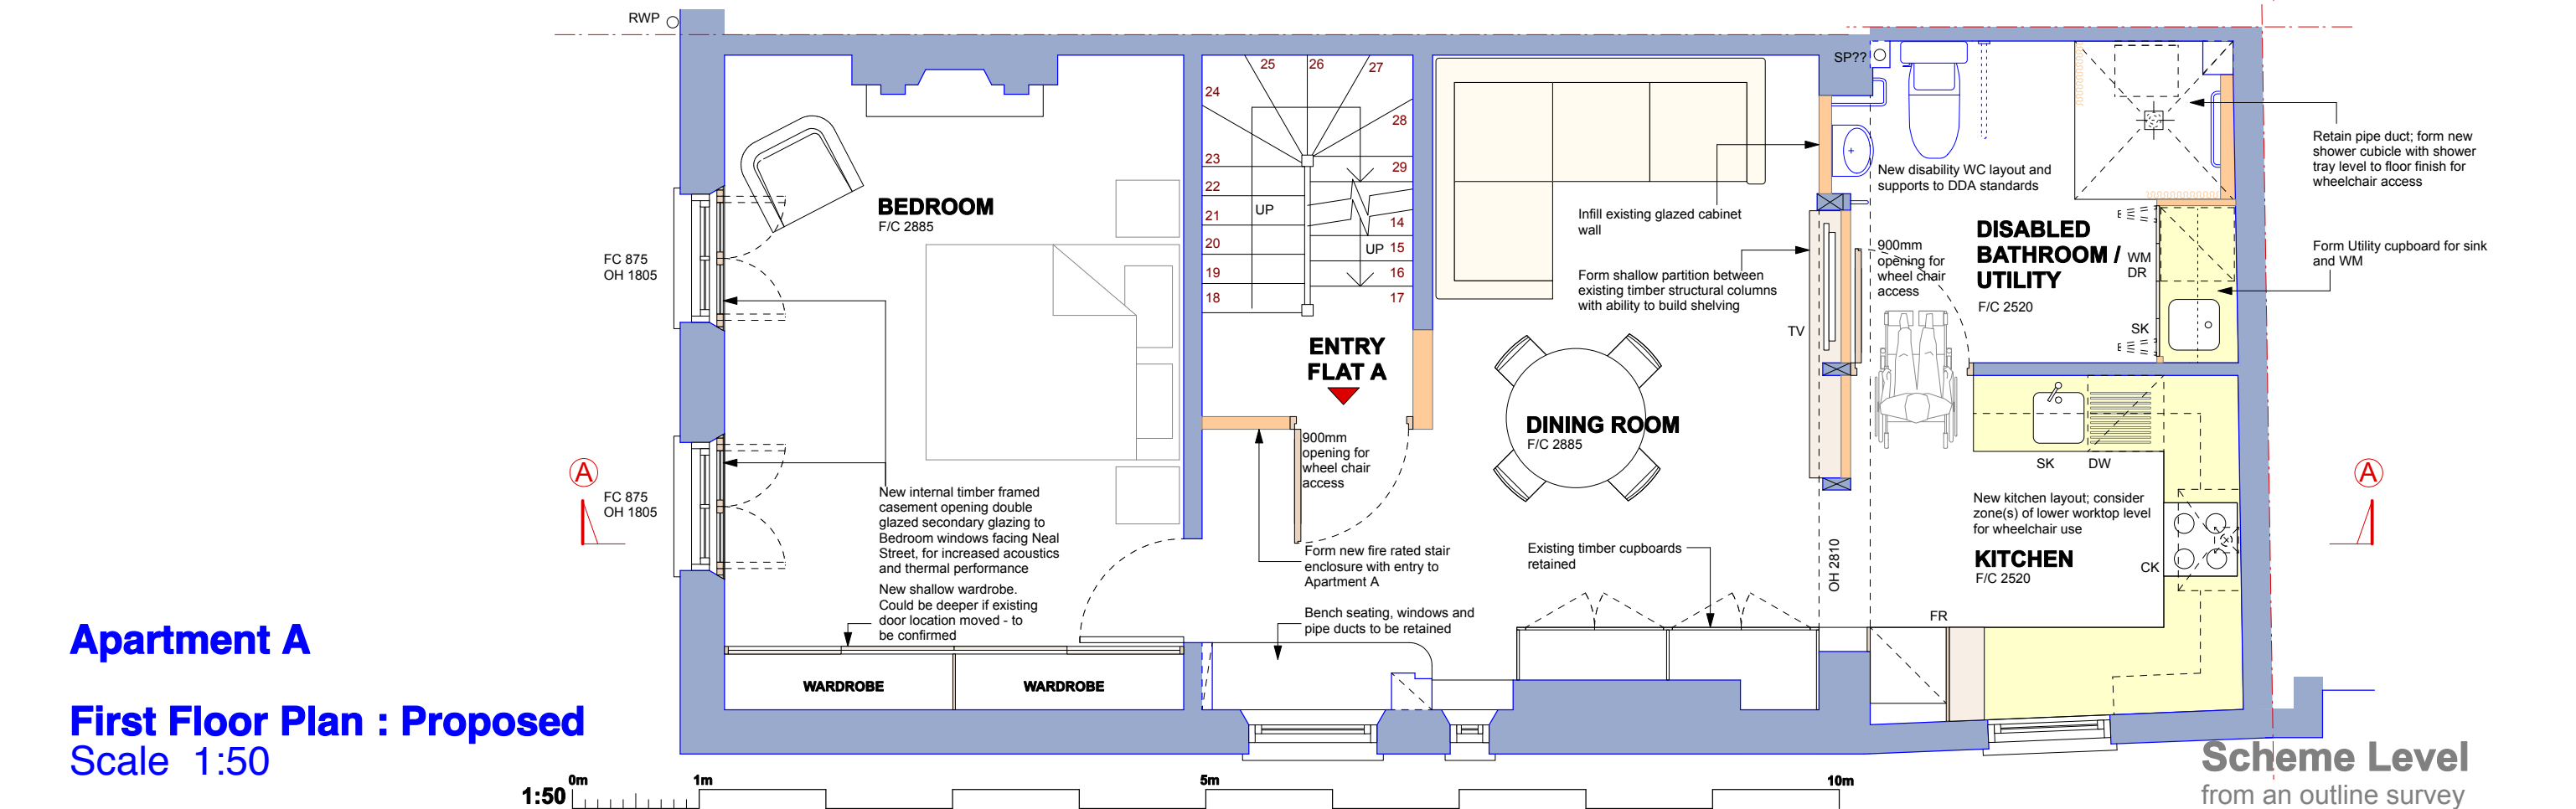 RWP
25
26
27
24
28
23
22
21
20
19
18
29
14
15
16
17
UP
UP
SP??
BEDROOM
F/C 2885
FC 875
OH 1805
FC 875
OH 1805
A
A
ENTRY
FLAT A
900mm
opening for
wheel chair
access
New internal timber framed
casement opening double
glazed secondary glazing to
Bedroom windows facing Neal
Street, for increased acoustics
and thermal performance
New shallow wardrobe.
Could be deeper if existing
door location moved - to
be confirmed
WARDROBE
WARDROBE
Form new fire rated stair
enclosure with entry to
Apartment A
Bench seating, windows and
pipe ducts to be retained
Infill existing glazed cabinet
wall
Form shallow partition between
existing timber structural columns
with ability to build shelving
TV
DINING ROOM
F/C 2885
Existing timber cupboards
retained
OH 2810
New disability WC layout and
supports to DDA standards
DISABLED
BATHROOM /
UTILITY
F/C 2520
900mm
opening for
wheel chair
access
WM
DR
SK
Retain pipe duct; form new
shower cubicle with shower
tray level to floor finish for
wheelchair access
Form Utility cupboard for sink
and WM
SK
DW
New kitchen layout; consider
zone(s) of lower worktop level
for wheelchair use
KITCHEN
F/C 2520
CK
FR
Apartment A
First Floor Plan : Proposed
Scale 1:50
1:50
0m
1m
5m
10m
Scheme Level
from an outline survey